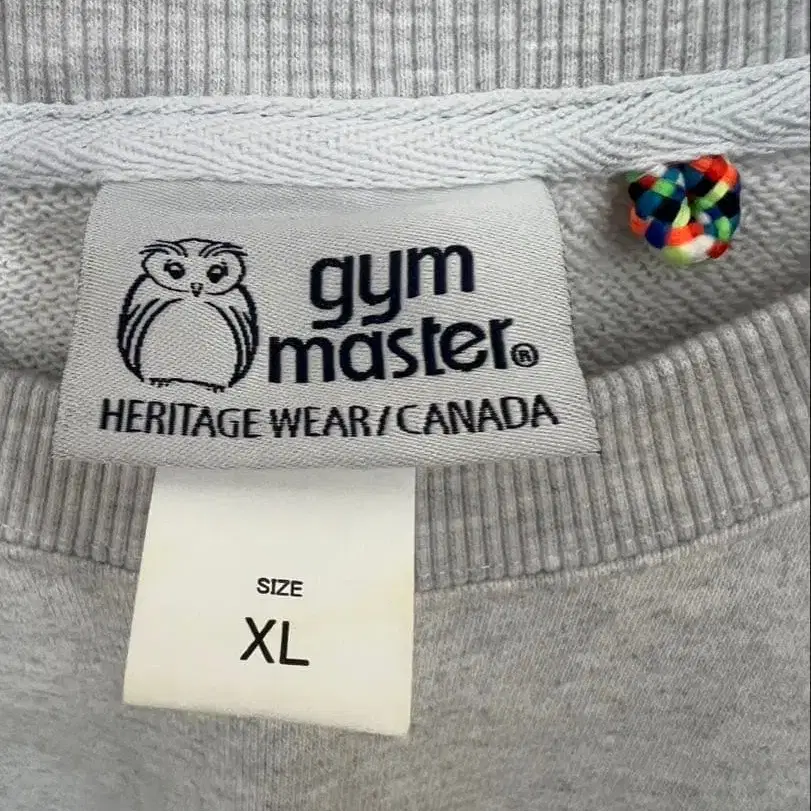 gym
master®
HERITAGE WEAR/CANADA
SIZE
XL